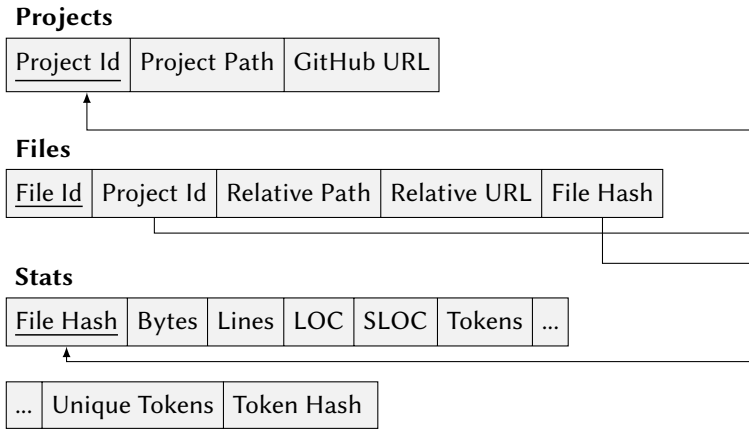 Projects
Project Id Project Path GitHub URL
Files
File Id Project Id Relative Path Relative URL File Hash
Stats
File Hash Bytes Lines LOC SLOC Tokens ...
... Unique Tokens Token Hash